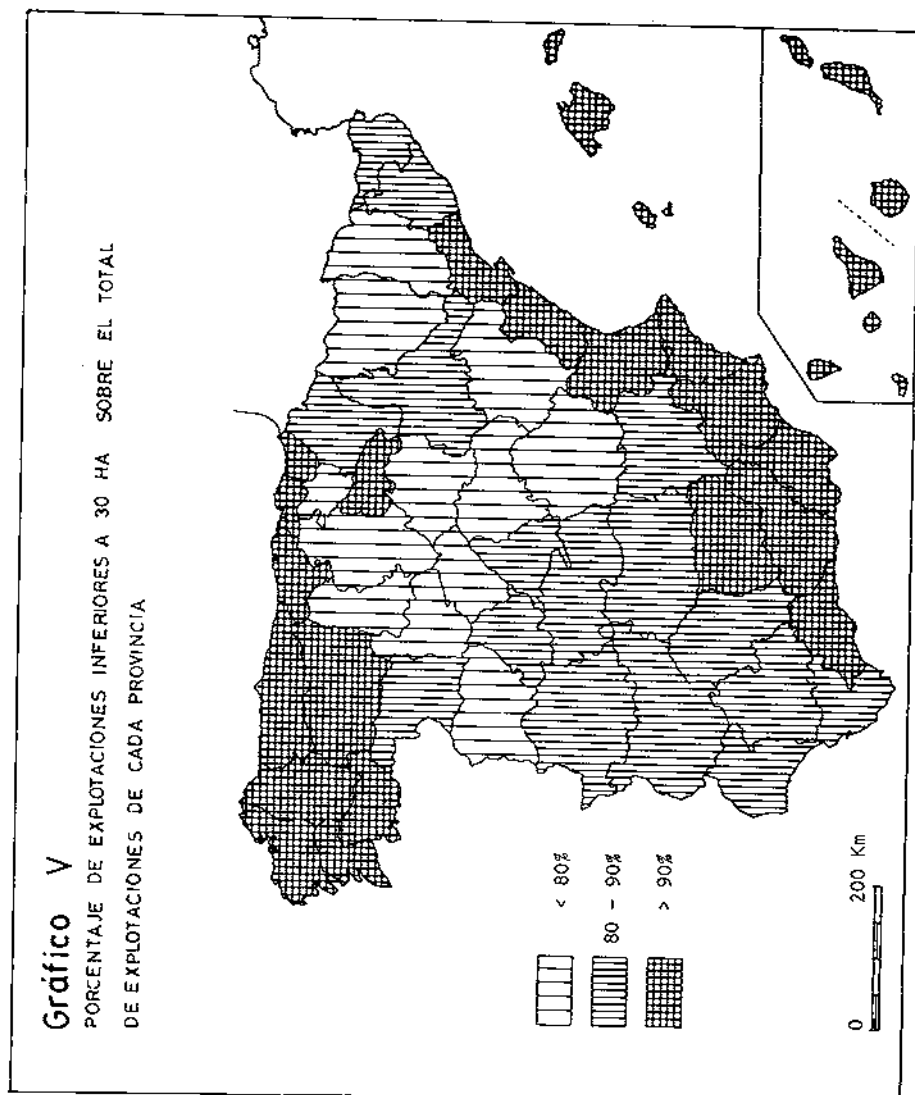 Gráfico V
PORCENTAJE DE EXPLOTACIONES INFERIORES A 30 HA SOBRE EL TOTAL
DE EXPLOTACIONES DE CADA PROVINCIA
< 80%
80 - 90%
> 90%
0 200 Km